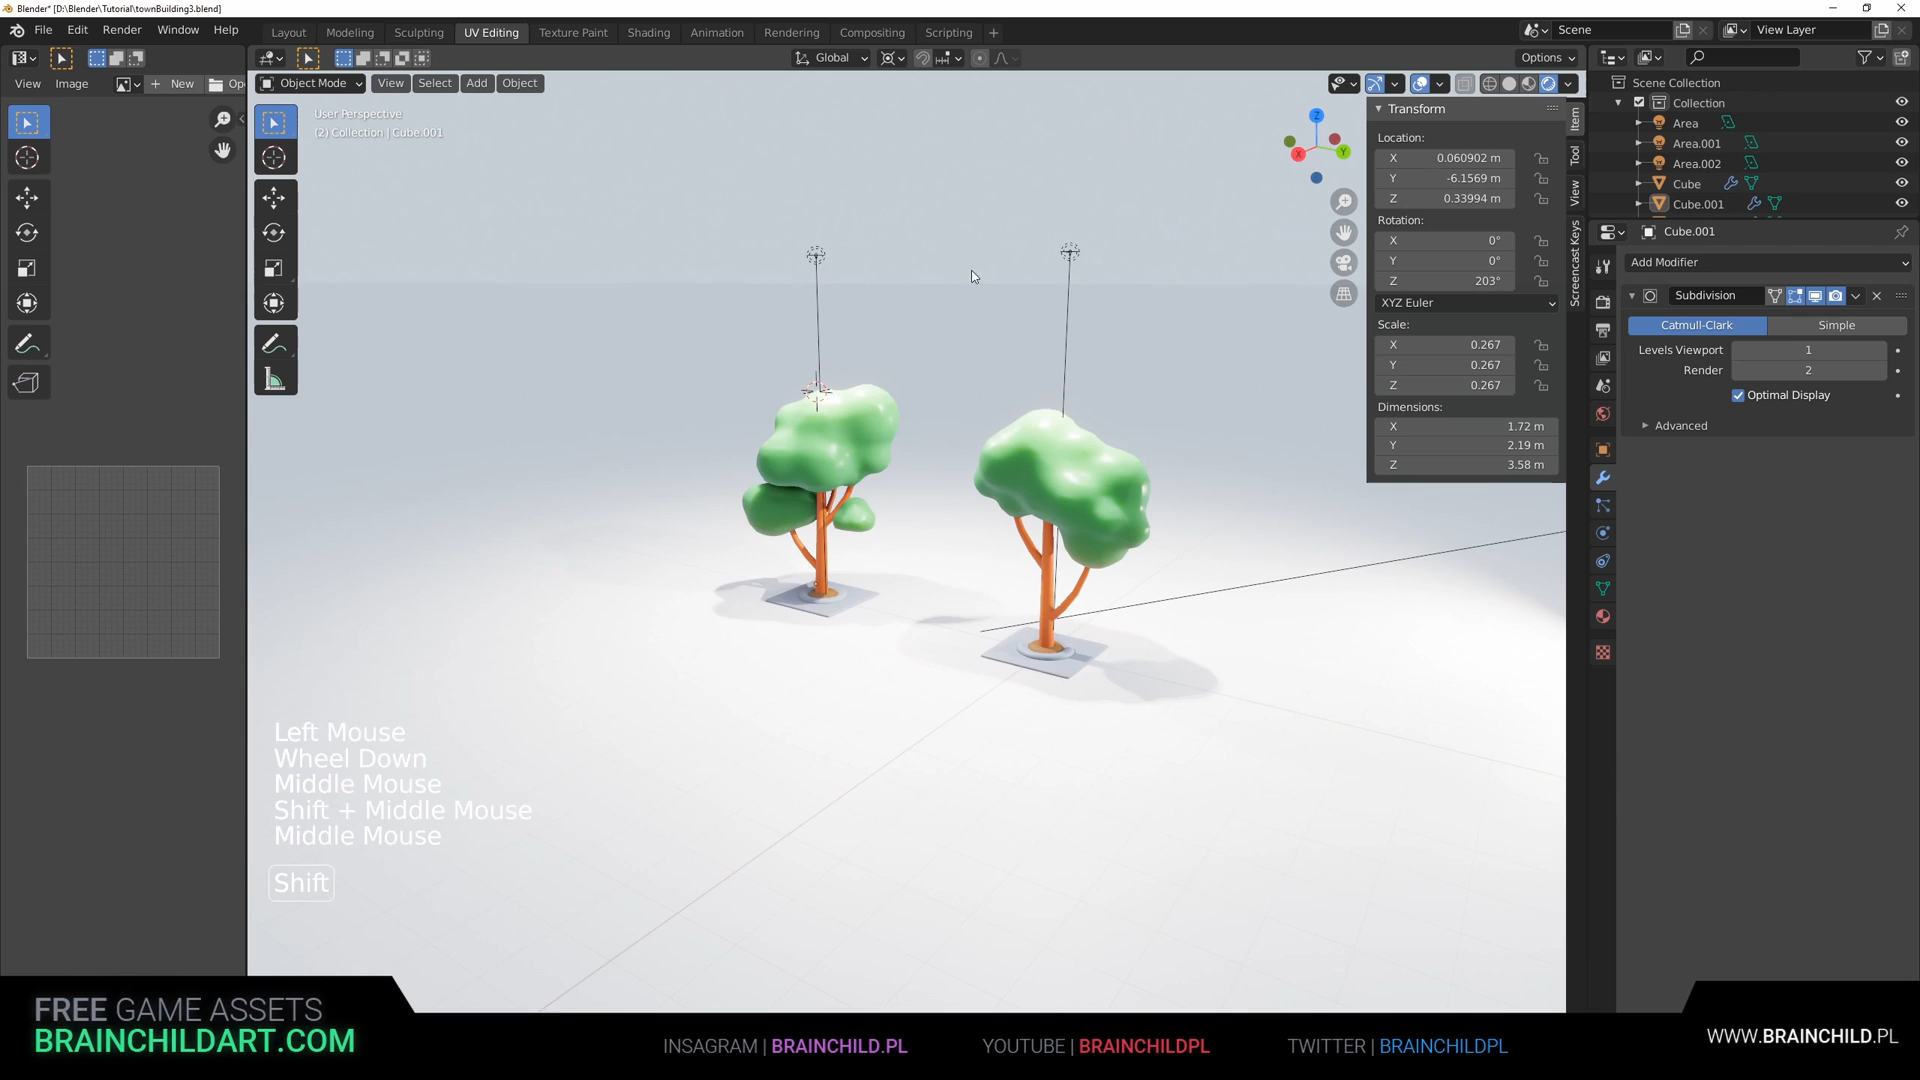 Blender* [D:\Blender\Tutorial\townBuilding3.blend]
File Edit Render Window Help
Layout Modeling Sculpting UV Editing Texture Paint Shading Animation Rendering Compositing Scripting +
Scene
View Layer
Global
Options
View Image
New
Op
Object Mode View Select Add Object
User Perspective
(2) Collection | Cube.001
Z
X
Y
Transform
Location:
X 0.060902 m
Y -6.1569 m
Z 0.33994 m
Rotation:
X 0°
Y 0°
Z 203°
XYZ Euler
Scale:
X 0.267
Y 0.267
Z 0.267
Dimensions:
X 1.72 m
Y 2.19 m
Z 3.58 m
Item
Tool
View
Screencast Keys
Scene Collection
Collection
Area
Area.001
Area.002
Cube
Cube.001
Cube.001
Add Modifier
Subdivision
Catmull-Clark Simple
Levels Viewport 1
Render 2
Optimal Display
Advanced
Left Mouse
Wheel Down
Middle Mouse
Shift + Middle Mouse
Middle Mouse
Shift
FREE GAME ASSETS
BRAINCHILDART.COM
INSAGRAM | BRAINCHILD.PL
YOUTUBE | BRAINCHILDPL
TWITTER | BRAINCHILDPL
WWW.BRAINCHILD.PL